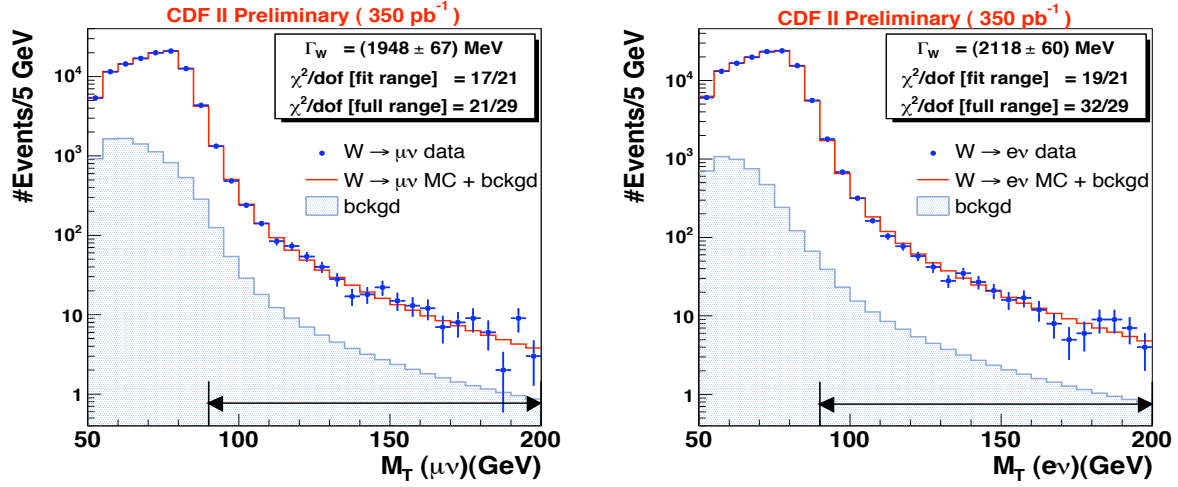 CDF II Preliminary ( 350 pb⁻¹ )
#Events/5 GeV
Γ_W = (1948 ± 67) MeV
χ²/dof [fit range] = 17/21
χ²/dof [full range] = 21/29
W → μν data
W → μν MC + bckgd
bckgd
10⁴
10³
10²
10
1
50 100 150 200
M_T (μν)(GeV)
CDF II Preliminary ( 350 pb⁻¹ )
#Events/5 GeV
Γ_W = (2118 ± 60) MeV
χ²/dof [fit range] = 19/21
χ²/dof [full range] = 32/29
W → eν data
W → eν MC + bckgd
bckgd
10⁴
10³
10²
10
1
50 100 150 200
M_T (eν)(GeV)